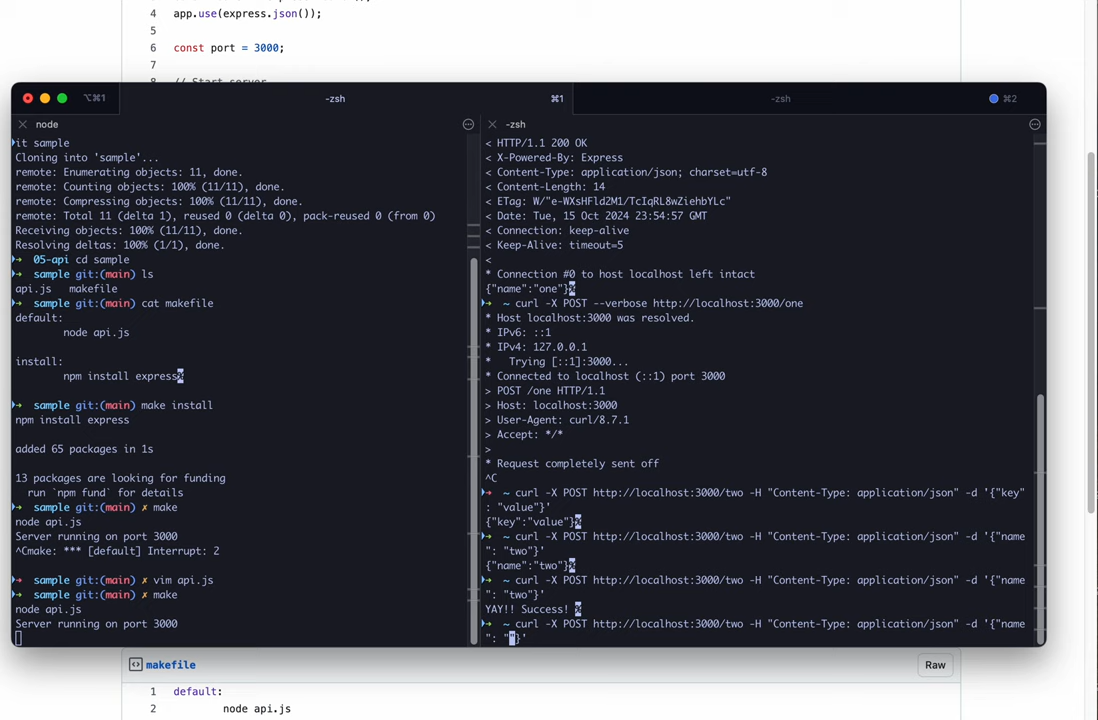 4 app.use(express.json());
5
6 const port = 3000;
7
8 // Start server
⌥⌘1 -zsh ⌘1 -zsh ⌘2
node
it sample
Cloning into 'sample'...
remote: Enumerating objects: 11, done.
remote: Counting objects: 100% (11/11), done.
remote: Compressing objects: 100% (11/11), done.
remote: Total 11 (delta 1), reused 0 (delta 0), pack-reused 0 (from 0)
Receiving objects: 100% (11/11), done.
Resolving deltas: 100% (1/1), done.
➜ 05-api cd sample
➜ sample git:(main) ls
api.js makefile
➜ sample git:(main) cat makefile
default:
node api.js
install:
npm install express%
➜ sample git:(main) make install
npm install express
added 65 packages in 1s
13 packages are looking for funding
run `npm fund` for details
➜ sample git:(main) ✗ make
node api.js
Server running on port 3000
^Cmake: *** [default] Interrupt: 2
➜ sample git:(main) ✗ vim api.js
➜ sample git:(main) ✗ make
node api.js
Server running on port 3000
-zsh
< HTTP/1.1 200 OK
< X-Powered-By: Express
< Content-Type: application/json; charset=utf-8
< Content-Length: 14
< ETag: W/"e-WXsHFld2M1/TcIqRL8wZiehbYLc"
< Date: Tue, 15 Oct 2024 23:54:57 GMT
< Connection: keep-alive
< Keep-Alive: timeout=5
<
* Connection #0 to host localhost left intact
{"name":"one"}%
➜ ~ curl -X POST --verbose http://localhost:3000/one
* Host localhost:3000 was resolved.
* IPv6: ::1
* IPv4: 127.0.0.1
* Trying [::1]:3000...
* Connected to localhost (::1) port 3000
> POST /one HTTP/1.1
> Host: localhost:3000
> User-Agent: curl/8.7.1
> Accept: */*
>
* Request completely sent off
^C
➜ ~ curl -X POST http://localhost:3000/two -H "Content-Type: application/json" -d '{"key"
: "value"}'
{"key":"value"}%
➜ ~ curl -X POST http://localhost:3000/two -H "Content-Type: application/json" -d '{"name
": "two"}'
{"name":"two"}%
➜ ~ curl -X POST http://localhost:3000/two -H "Content-Type: application/json" -d '{"name
": "two"}'
YAY!! Success! %
➜ ~ curl -X POST http://localhost:3000/two -H "Content-Type: application/json" -d '{"name
": ""}'
makefile Raw
1 default:
2 node api.js